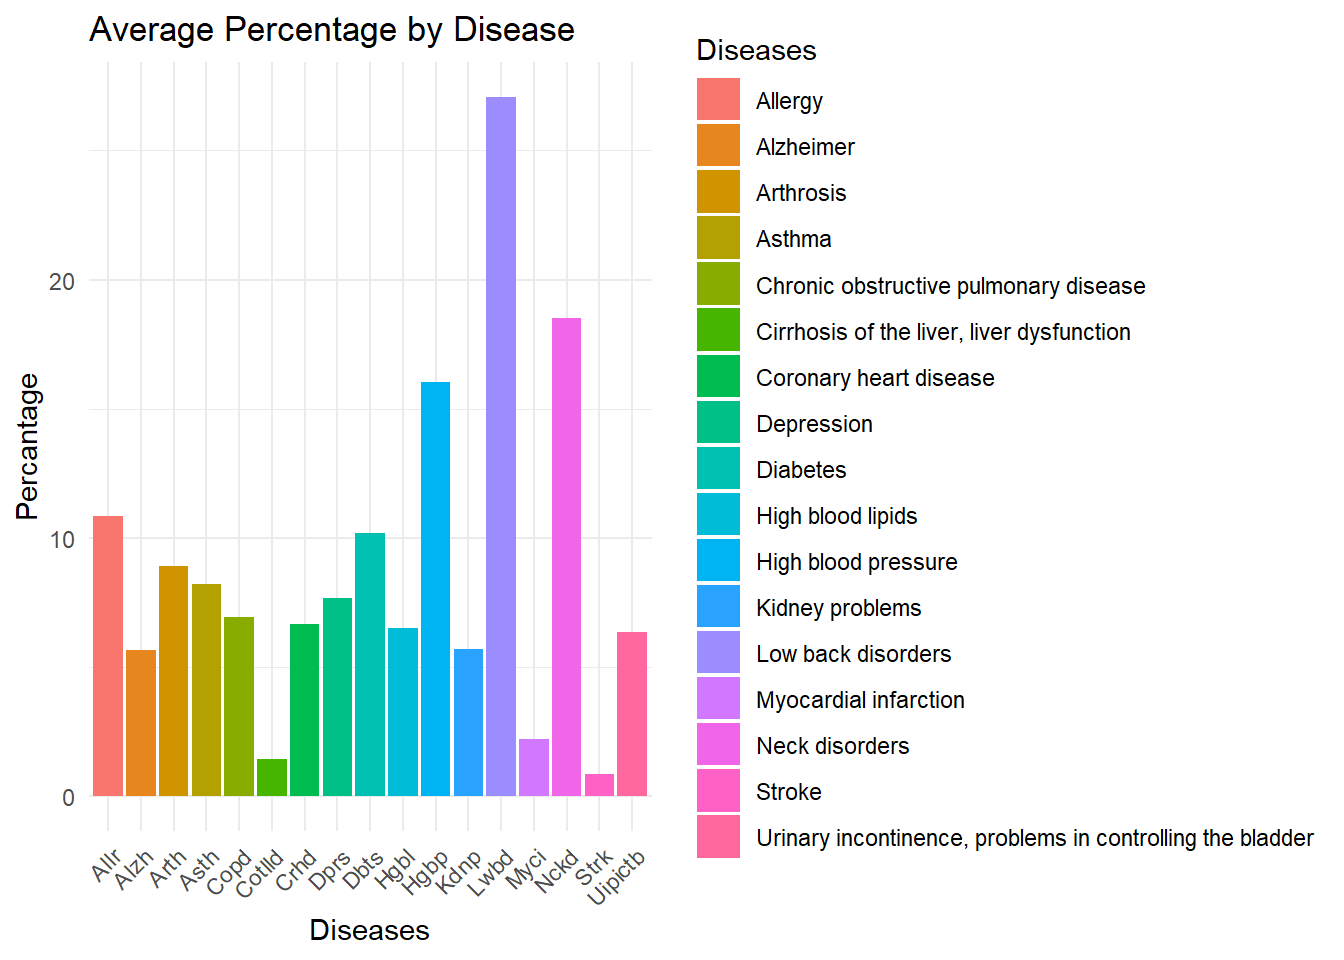 Average Percentage by Disease
Percantage
20
10
0
Allr
Alzh
Arth
Asth
Copd
Cotlld
Crhd
Dprs
Dbts
Hgbl
Hgbp
Kdnp
Lwbd
Myci
Nckd
Strk
Uipictb
Diseases
Diseases
Allergy
Alzheimer
Arthrosis
Asthma
Chronic obstructive pulmonary disease
Cirrhosis of the liver, liver dysfunction
Coronary heart disease
Depression
Diabetes
High blood lipids
High blood pressure
Kidney problems
Low back disorders
Myocardial infarction
Neck disorders
Stroke
Urinary incontinence, problems in controlling the bladder